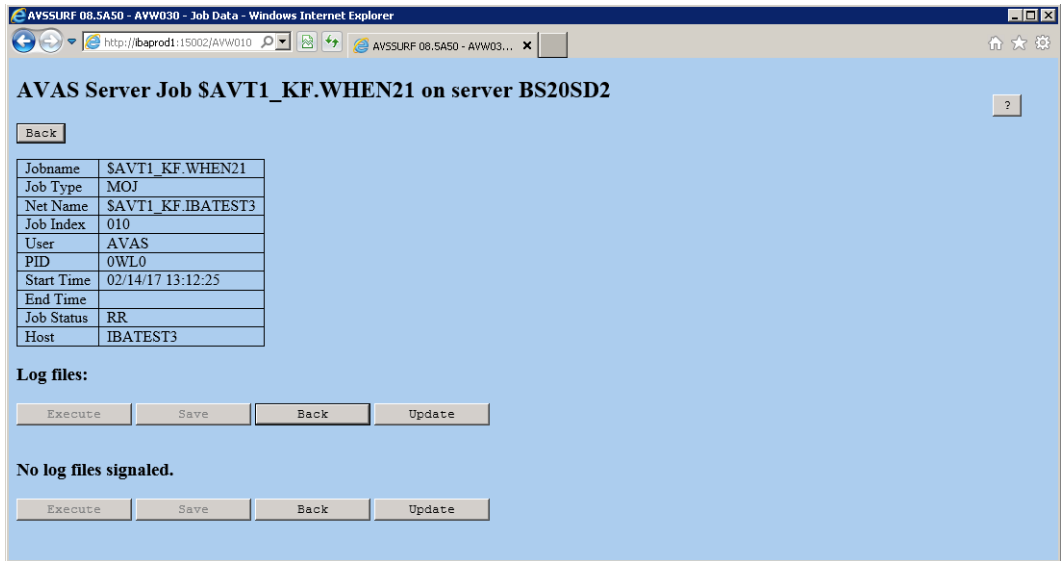 AVSSURF 08.5A50 - AVW030 - Job Data - Windows Internet Explorer
http://ibaprod1:15002/AVW010 AVSSURF 08.5A50 - AVW03...
AVAS Server Job $AVT1_KF.WHEN21 on server BS20SD2
?
Back
Jobname $AVT1_KF.WHEN21
Job Type MOJ
Net Name $AVT1_KF.IBATEST3
Job Index 010
User AVAS
PID 0WL0
Start Time 02/14/17 13:12:25
End Time
Job Status RR
Host IBATEST3
Log files:
Execute Save Back Update
No log files signaled.
Execute Save Back Update